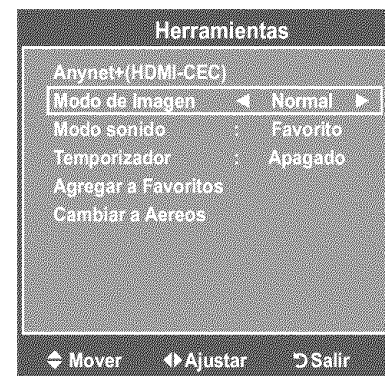 Herramientas
Anynet+(HDMI-CEC)
Modo de Imagen ◄ Normal ►
Modo sonido : Favorito
Temporizador : Apagado
Agregar a Favoritos
Cambiar a Aereos
Mover Ajustar Salir